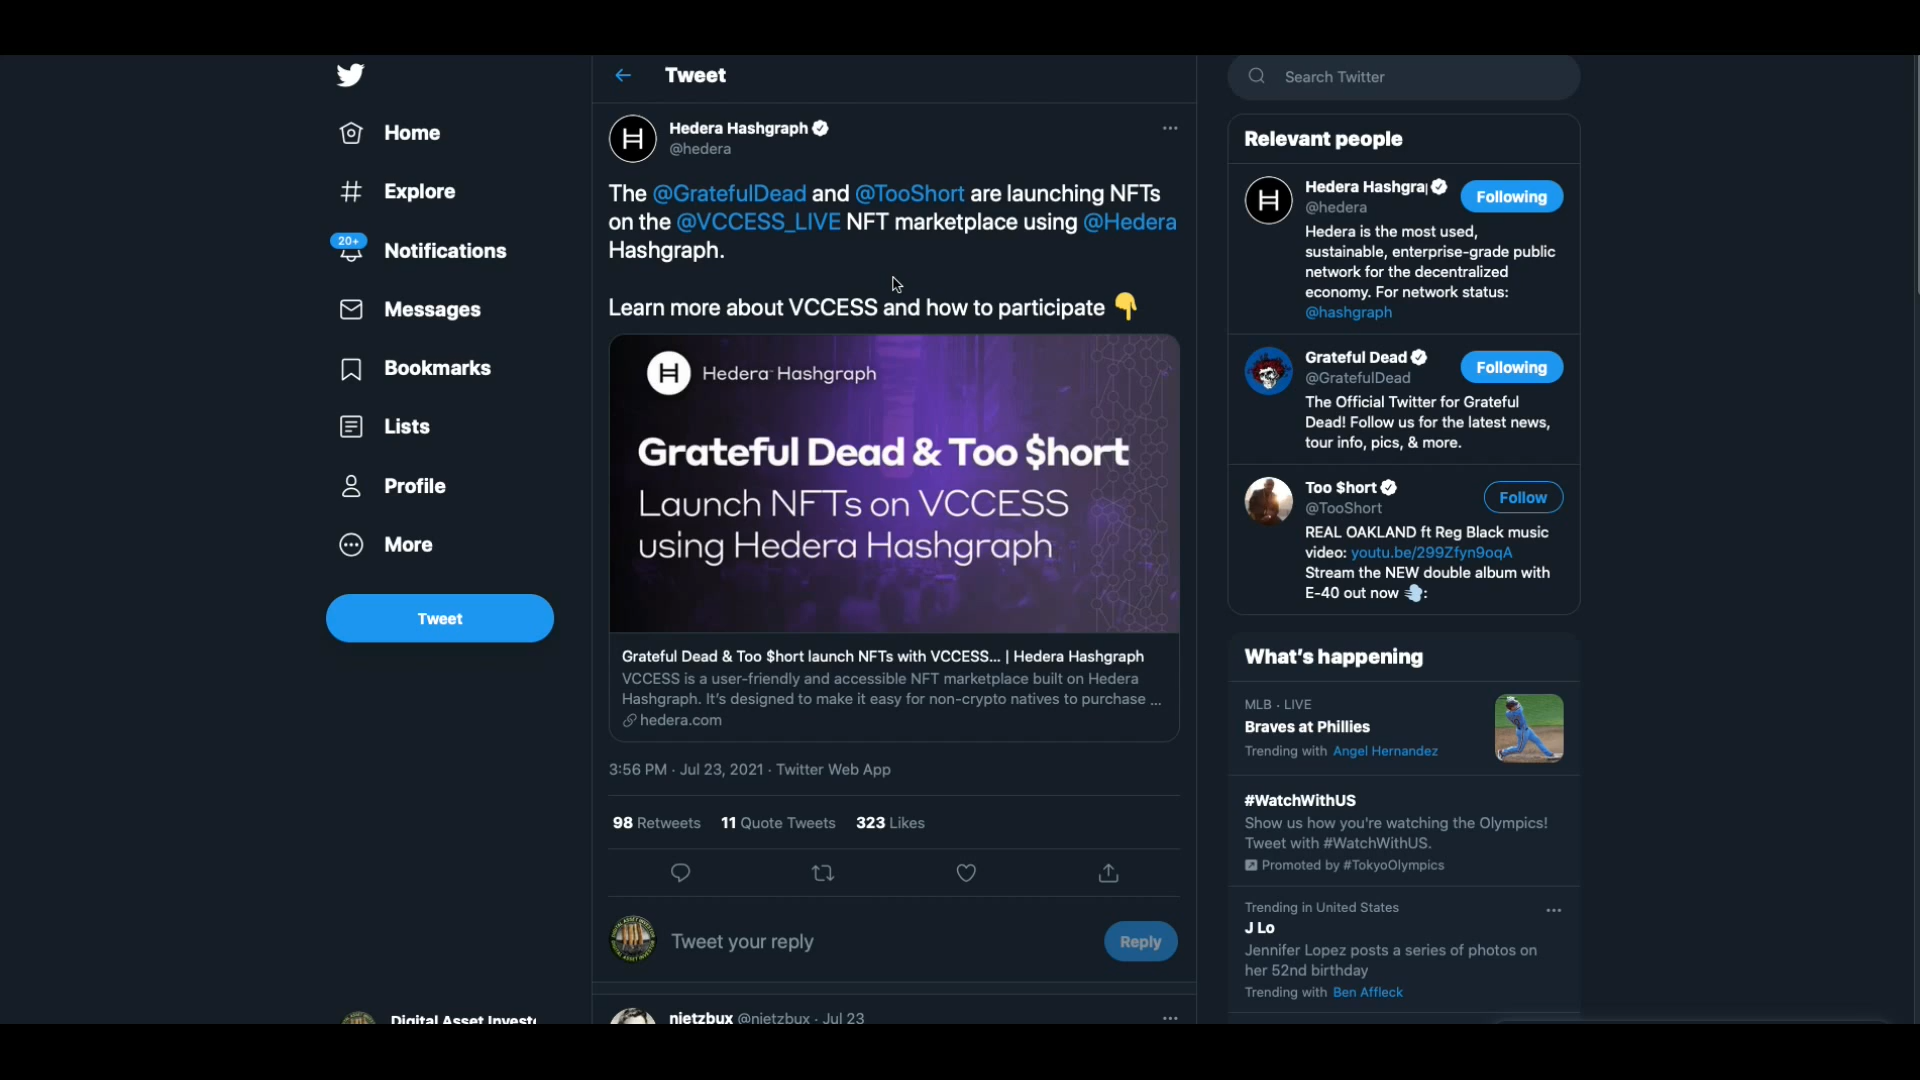 Home
Explore
20+
Notifications
Messages
Bookmarks
Lists
Profile
More
Tweet
Tweet
Hedera Hashgraph
@hedera
The @GratefulDead and @TooShort are launching NFTs
on the @VCCESS_LIVE NFT marketplace using @Hedera
Hashgraph.
Learn more about VCCESS and how to participate 👇
H Hedera Hashgraph
Grateful Dead & Too $hort
Launch NFTs on VCCESS
using Hedera Hashgraph
Grateful Dead & Too $hort launch NFTs with VCCESS... | Hedera Hashgraph
VCCESS is a user-friendly and accessible NFT marketplace built on Hedera
Hashgraph. It's designed to make it easy for non-crypto natives to purchase ...
hedera.com
3:56 PM · Jul 23, 2021 · Twitter Web App
98 Retweets 11 Quote Tweets 323 Likes
Tweet your reply
Reply
nietzbux @nietzbux · Jul 23
Search Twitter
Relevant people
Hedera Hashgra
Following
@hedera
Hedera is the most used,
sustainable, enterprise-grade public
network for the decentralized
economy. For network status:
@hashgraph
Grateful Dead
Following
@GratefulDead
The Official Twitter for Grateful
Dead! Follow us for the latest news,
tour info, pics, & more.
Too $hort
Follow
@TooShort
REAL OAKLAND ft Reg Black music
video: youtu.be/299Zfyn9oqA
Stream the NEW double album with
E-40 out now 💨:
What's happening
MLB · LIVE
Braves at Phillies
Trending with Angel Hernandez
#WatchWithUS
Show us how you're watching the Olympics!
Tweet with #WatchWithUS.
Promoted by #TokyoOlympics
Trending in United States
J Lo
Jennifer Lopez posts a series of photos on
her 52nd birthday
Trending with Ben Affleck
Digital Asset Investo